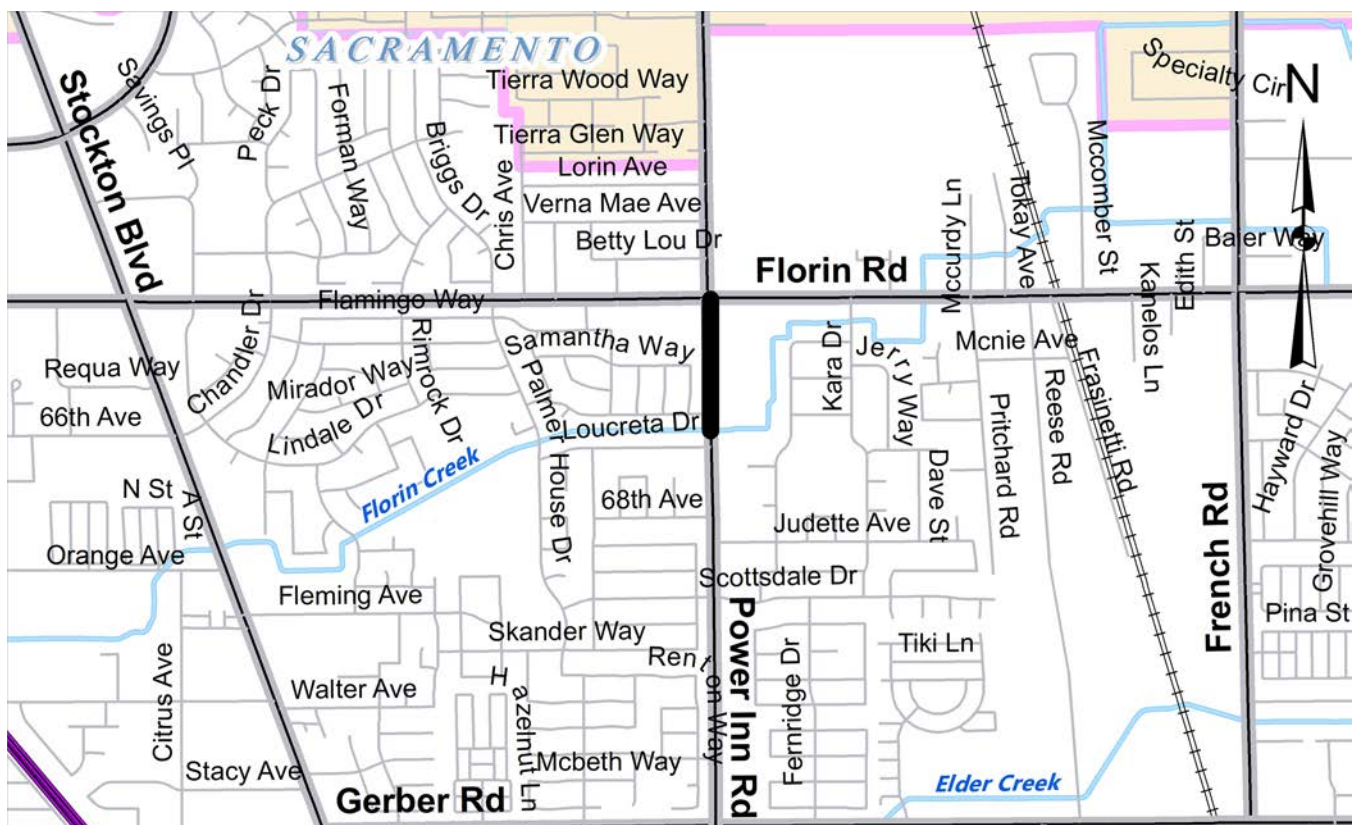 SACRAMENTO
Stockton Blvd
Savings Pl
Peck Dr
Forman Way
Briggs Dr
Chris Ave
Tierra Wood Way
Tierra Glen Way
Lorin Ave
Verna Mae Ave
Betty Lou Dr
Specialty Cir
N
Mccomber St
Tokay Ave
Mccurdy Ln
Baier Way
Edith St
Kanelos Ln
Florin Rd
Flamingo Way
Chandler Dr
Requa Way
66th Ave
Mirador Way
Lindale Dr
Rimrock Dr
Samantha Way
Palmer House Dr
Loucreta Dr
Kara Dr
Jerry Way
Mcnie Ave
Frasinetti Rd
Reese Rd
Pritchard Rd
Hayward Dr
Grovehill Way
French Rd
Florin Creek
N St
A St
Orange Ave
68th Ave
Judette Ave
Dave St
Scottsdale Dr
Fleming Ave
Skander Way
Renton Way
Power Inn Rd
Fernridge Dr
Tiki Ln
Pina St
Citrus Ave
Walter Ave
Hazelnut Ln
Mcbeth Way
Stacy Ave
Gerber Rd
Elder Creek